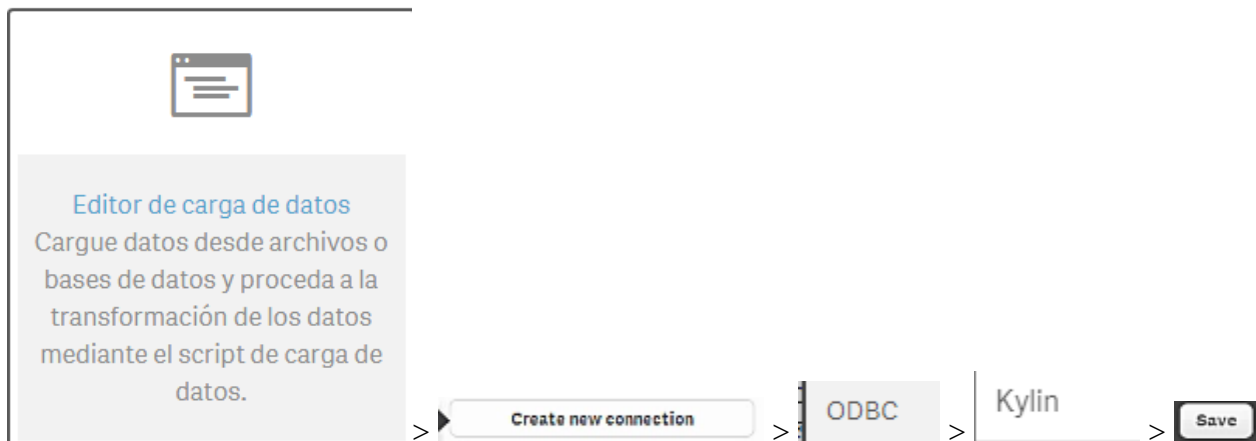 Editor de carga de datos
Cargue datos desde archivos o
bases de datos y proceda a la
transformación de los datos
mediante el script de carga de
datos.
> Create new connection > ODBC > Kylin > Save